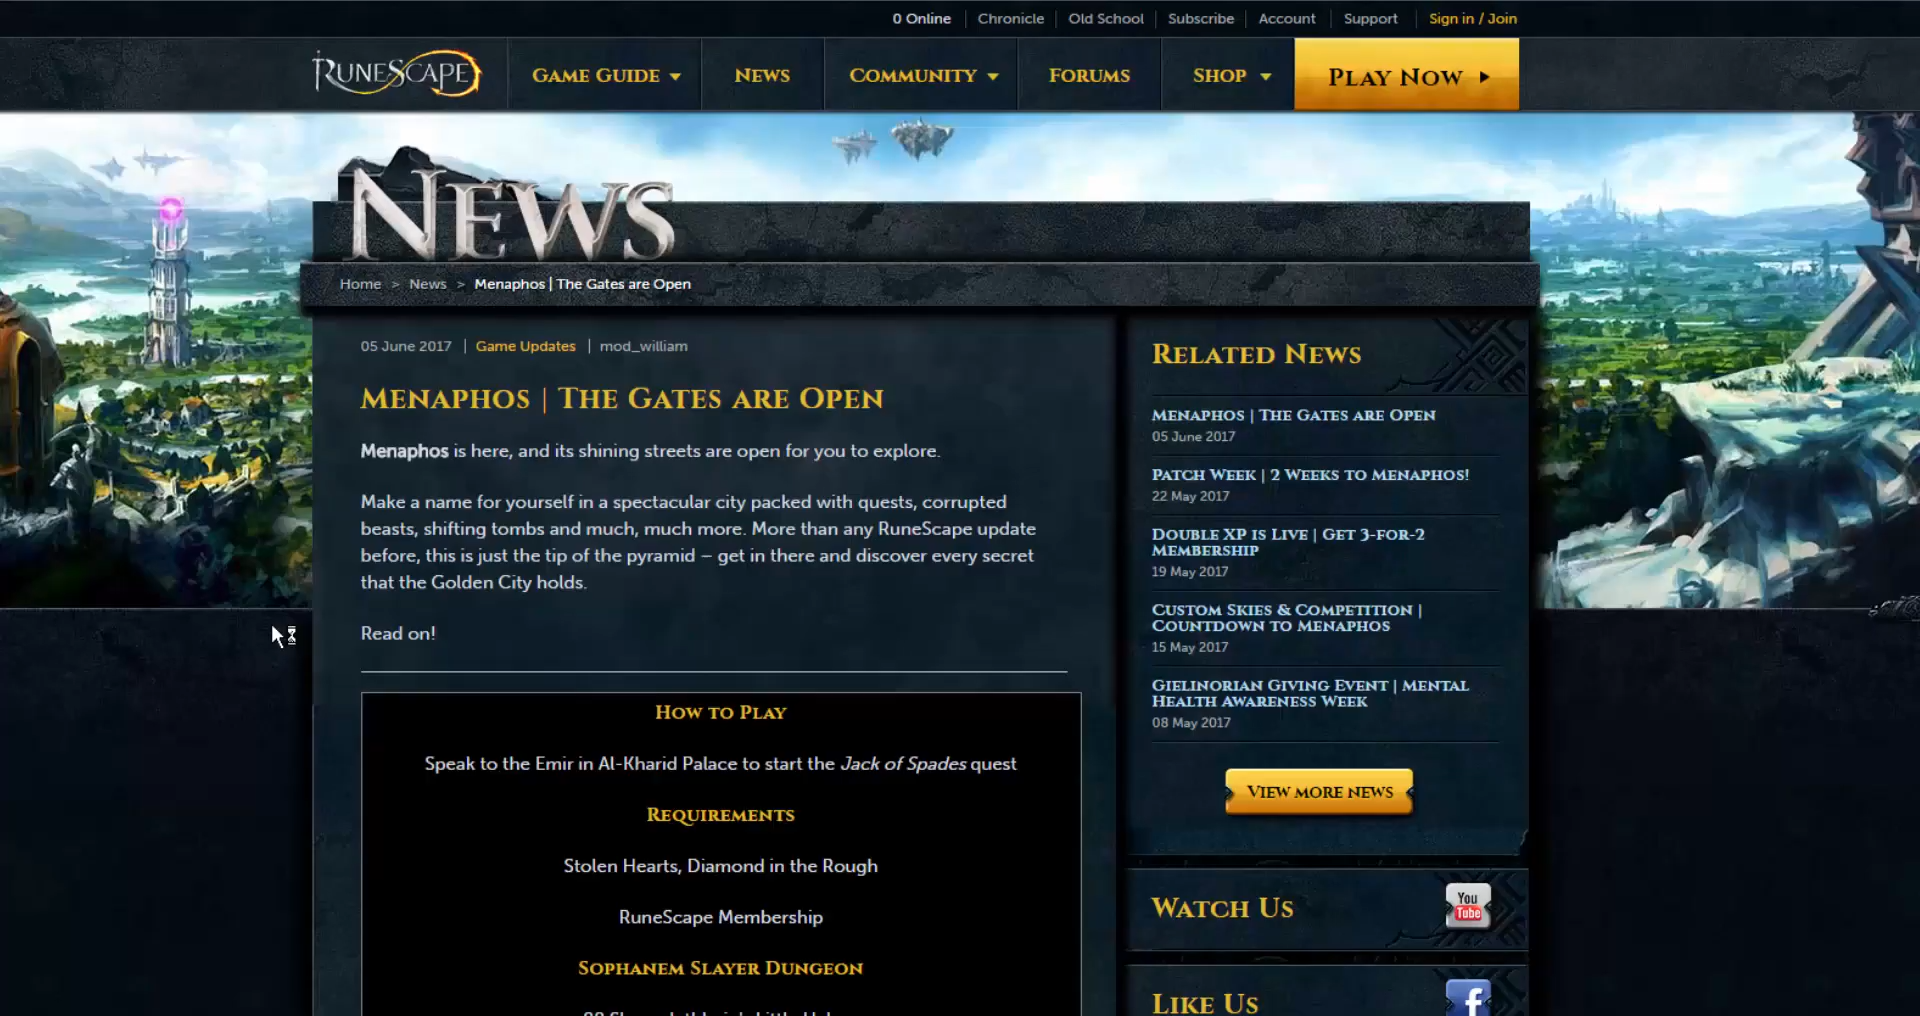 0 Online
Chronicle
Old School
Subscribe
Account
Support
Sign in / Join
RuneScape
Game Guide
News
Community
Forums
Shop
Play Now
News
Home > News > Menaphos | The Gates are Open
05 June 2017 | Game Updates | mod_william
Menaphos | The Gates are Open
Menaphos is here, and its shining streets are open for you to explore.
Make a name for yourself in a spectacular city packed with quests, corrupted
beasts, shifting tombs and much, much more. More than any RuneScape update
before, this is just the tip of the pyramid – get in there and discover every secret
that the Golden City holds.
Read on!
How to Play
Speak to the Emir in Al-Kharid Palace to start the Jack of Spades quest
Requirements
Stolen Hearts, Diamond in the Rough
RuneScape Membership
Sophanem Slayer Dungeon
Related News
Menaphos | The Gates are Open
05 June 2017
Patch Week | 2 Weeks to Menaphos!
22 May 2017
Double XP is Live | Get 3-for-2
Membership
19 May 2017
Custom Skies & Competition |
Countdown to Menaphos
15 May 2017
Gielinorian Giving Event | Mental
Health Awareness Week
08 May 2017
View more news
Watch Us
You
Tube
Like Us
f